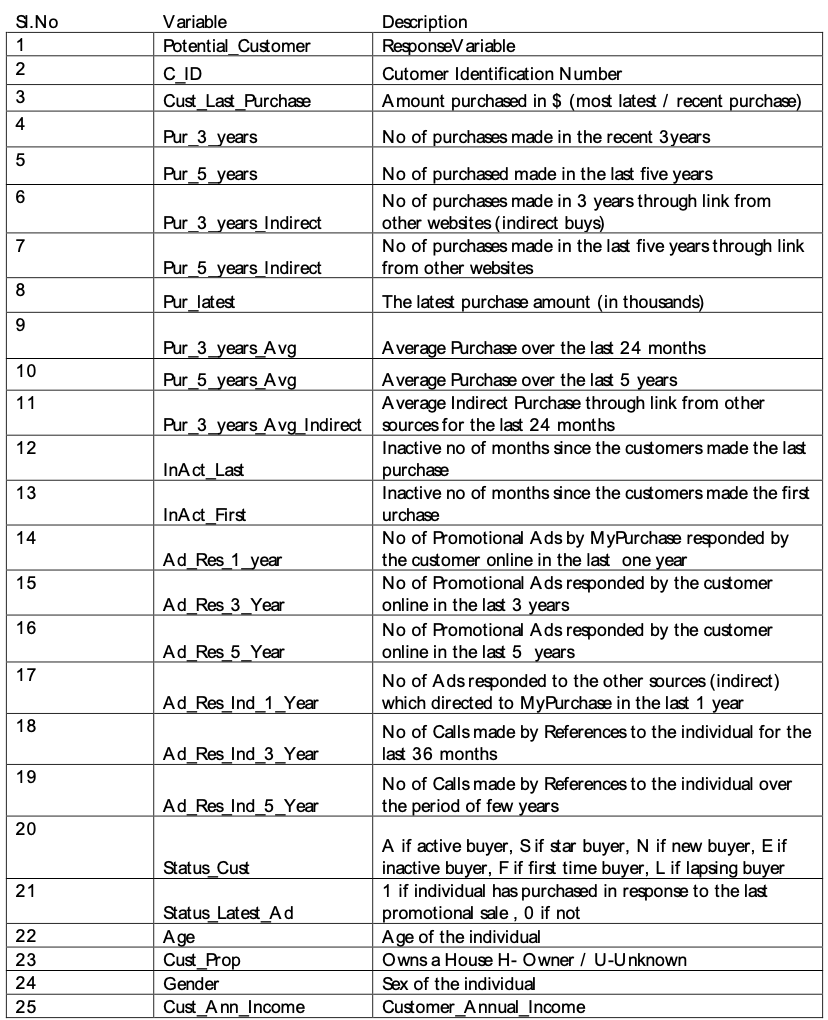 Sl.No Variable Description
1 Potential_Customer ResponseVariable
2 C_ID Cutomer Identification Number
3 Cust_Last_Purchase Amount purchased in $ (most latest / recent purchase)
4 Pur_3_years No of purchases made in the recent 3years
5 Pur_5_years No of purchased made in the last five years
6 Pur_3_years_Indirect No of purchases made in 3 years through link from
other websites (indirect buys)
7 Pur_5_years_Indirect No of purchases made in the last five years through link
from other websites
8 Pur_latest The latest purchase amount (in thousands)
9 Pur_3_years_Avg Average Purchase over the last 24 months
10 Pur_5_years_Avg Average Purchase over the last 5 years
11 Pur_3_years_Avg_Indirect Average Indirect Purchase through link from other
sources for the last 24 months
12 InAct_Last Inactive no of months since the customers made the last
purchase
13 InAct_First Inactive no of months since the customers made the first
urchase
14 Ad_Res_1_year No of Promotional Ads by MyPurchase responded by
the customer online in the last one year
15 Ad_Res_3_Year No of Promotional Ads responded by the customer
online in the last 3 years
16 Ad_Res_5_Year No of Promotional Ads responded by the customer
online in the last 5 years
17 Ad_Res_Ind_1_Year No of Ads responded to the other sources (indirect)
which directed to MyPurchase in the last 1 year
18 Ad_Res_Ind_3_Year No of Calls made by References to the individual for the
last 36 months
19 Ad_Res_Ind_5_Year No of Calls made by References to the individual over
the period of few years
20 Status_Cust A if active buyer, S if star buyer, N if new buyer, E if
inactive buyer, F if first time buyer, L if lapsing buyer
21 Status_Latest_Ad 1 if individual has purchased in response to the last
promotional sale , 0 if not
22 Age Age of the individual
23 Cust_Prop Owns a House H- Owner / U-Unknown
24 Gender Sex of the individual
25 Cust_Ann_Income Customer_Annual_Income